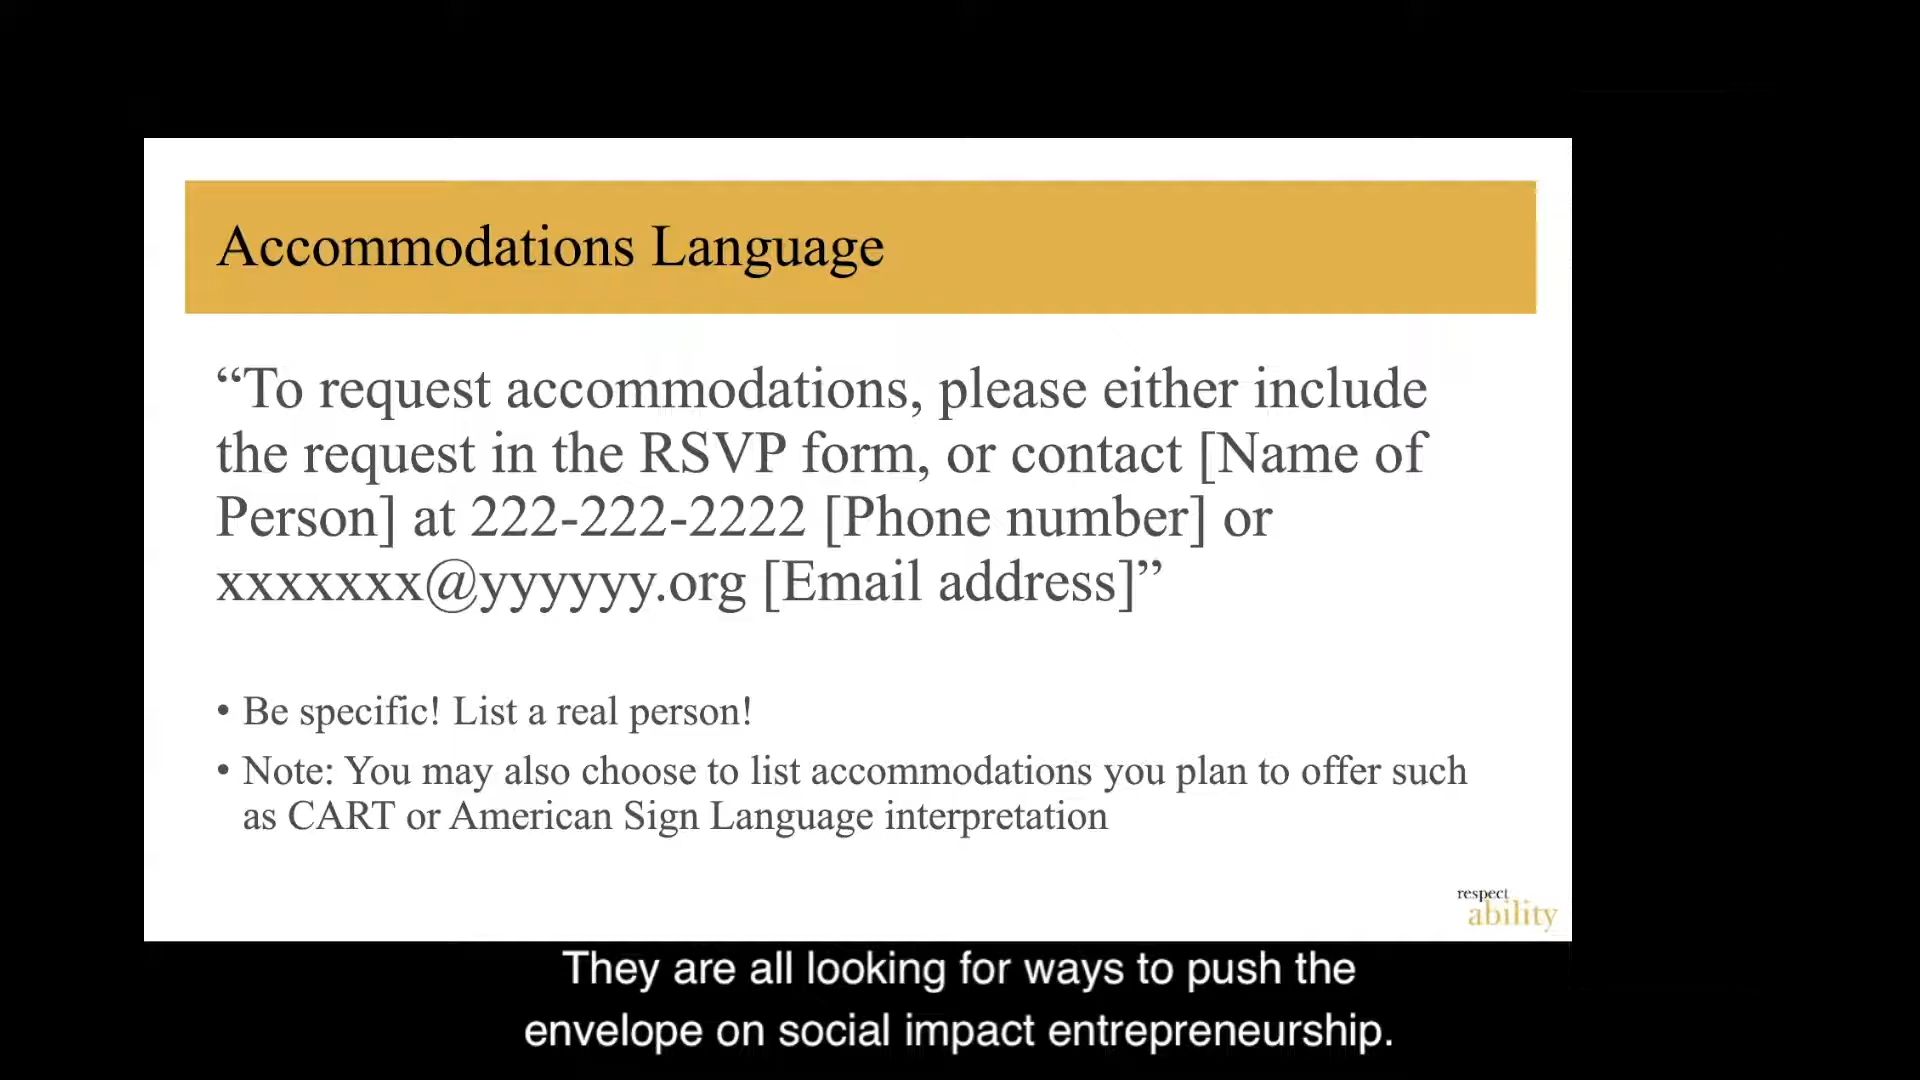 Accommodations Language
“To request accommodations, please either include
the request in the RSVP form, or contact [Name of
Person] at 222-222-2222 [Phone number] or
xxxxxxx@yyyyyy.org [Email address]”
• Be specific! List a real person!
• Note: You may also choose to list accommodations you plan to offer such
as CART or American Sign Language interpretation
respect
ability
They are all looking for ways to push the
envelope on social impact entrepreneurship.